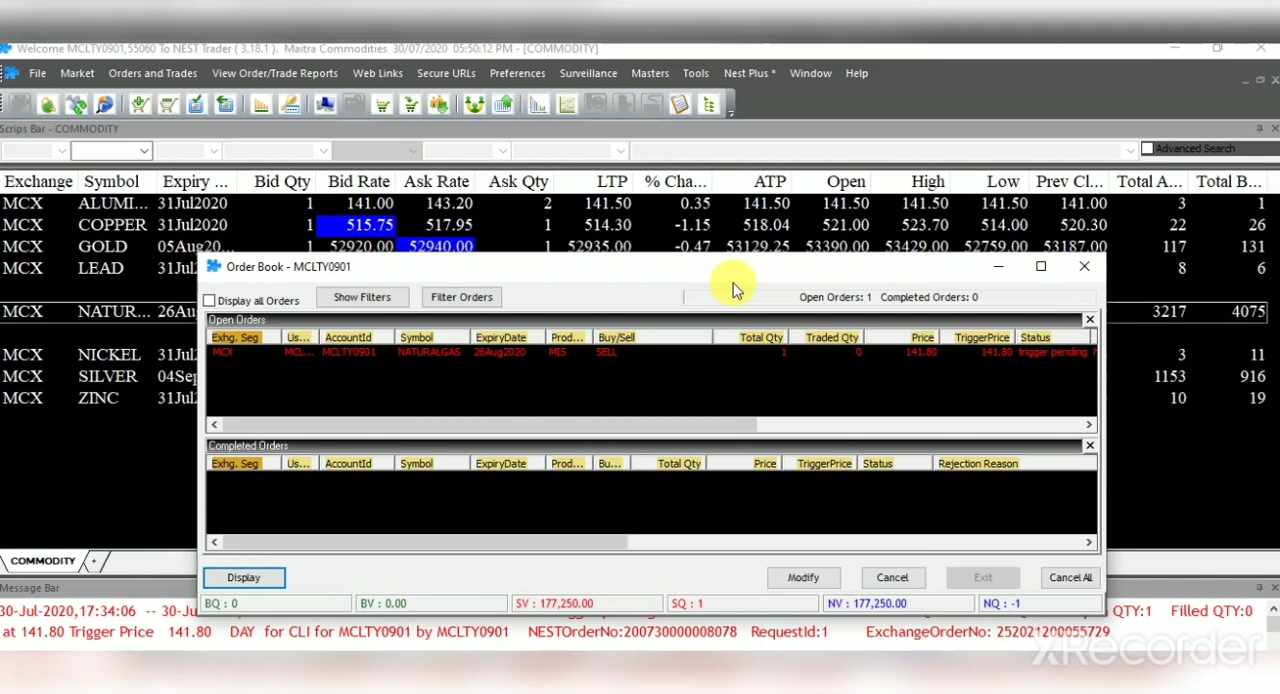 Welcome MCLTY0901,55060 To NEST Trader ( 3.18.1 ). Maitra Commodities 30/07/2020 05:50:12 PM - [COMMODITY]
File Market Orders and Trades View Order/Trade Reports Web Links Secure URLs Preferences Surveillance Masters Tools Nest Plus * Window Help
Scrips Bar - COMMODITY
Advanced Search
Exchange Symbol Expiry ... Bid Qty Bid Rate Ask Rate Ask Qty LTP % Cha... ATP Open High Low Prev Cl... Total A... Total B...
MCX ALUMI... 31Jul2020 1 141.00 143.20 2 141.50 0.35 141.50 141.50 141.50 141.50 141.00 3 1
MCX COPPER 31Jul2020 1 515.75 517.95 1 514.30 -1.15 518.04 521.00 523.70 514.00 520.30 22 26
MCX GOLD 05Aug20... 1 52920.00 52940.00 1 52935.00 -0.47 53129.25 53390.00 53429.00 52759.00 53187.00 117 131
MCX LEAD 31Jul 8 6
MCX NATUR... 26Au 3217 4075
MCX NICKEL 31Jul 3 11
MCX SILVER 04Se 1153 916
MCX ZINC 31Jul 10 19
Order Book - MCLTY0901
Display all Orders Show Filters Filter Orders Open Orders: 1 Completed Orders: 0
Open Orders
Exhg. Seg Us... AccountId Symbol ExpiryDate Prod... Buy/Sell Total Qty Traded Qty Price TriggerPrice Status
MCX MCL... MCLTY0901 NATURALGAS 26Aug2020 MIS SELL 1 0 141.80 141.80 trigger pending
Completed Orders
Exhg. Seg Us... AccountId Symbol ExpiryDate Prod... Bu... Total Qty Price TriggerPrice Status Rejection Reason
Display Modify Cancel Exit Cancel All
BQ : 0 BV : 0.00 SV : 177,250.00 SQ : 1 NV : 177,250.00 NQ : -1
COMMODITY
Message Bar
30-Jul-2020,17:34:06 -- 30-J QTY:1 Filled QTY:0
at 141.80 Trigger Price 141.80 DAY for CLI for MCLTY0901 by MCLTY0901 NESTOrderNo:200730000008078 RequestId:1 ExchangeOrderNo: 252021200055729
XRecorder